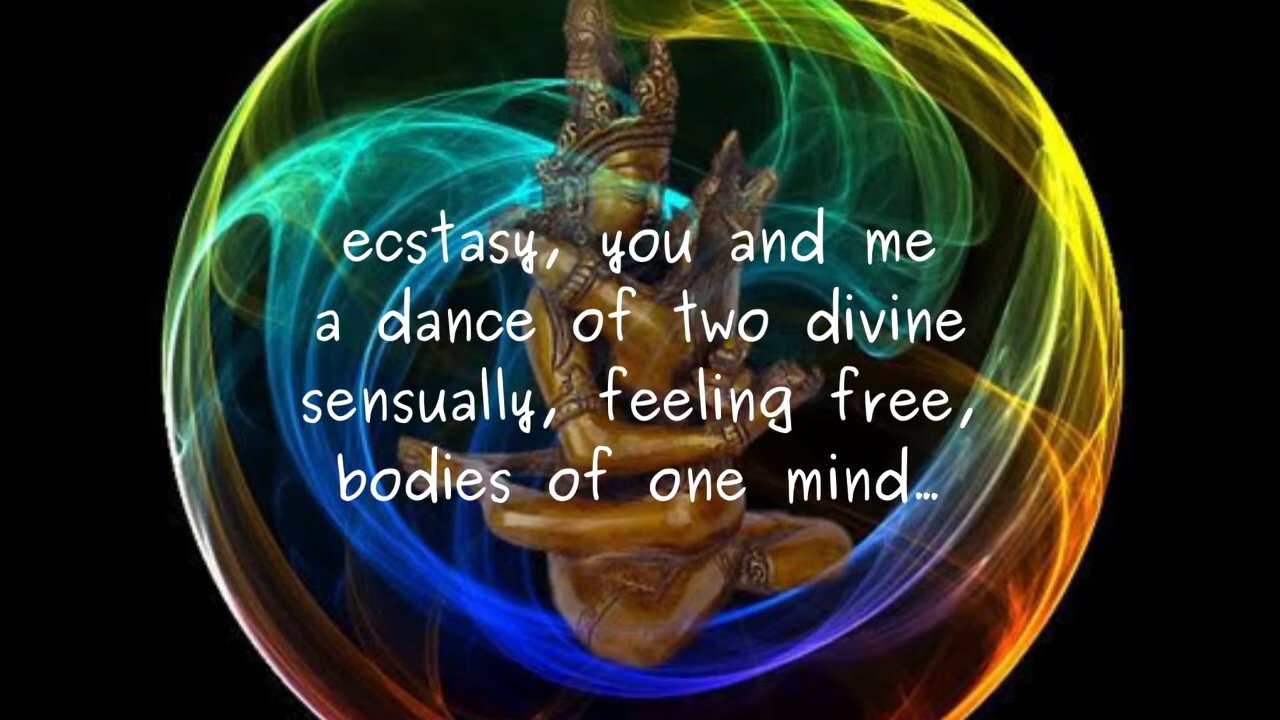 ecstasy, you and me
a dance of two divine
sensually, feeling free,
bodies of one mind...